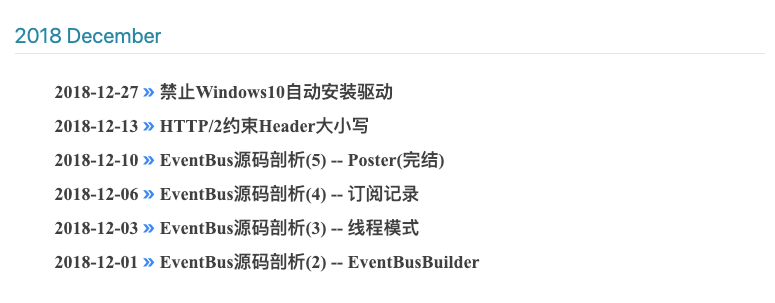 2018 December
2018-12-27 » 禁止Windows10自动安装驱动
2018-12-13 » HTTP/2约束Header大小写
2018-12-10 » EventBus源码剖析(5) -- Poster(完结)
2018-12-06 » EventBus源码剖析(4) -- 订阅记录
2018-12-03 » EventBus源码剖析(3) -- 线程模式
2018-12-01 » EventBus源码剖析(2) -- EventBusBuilder